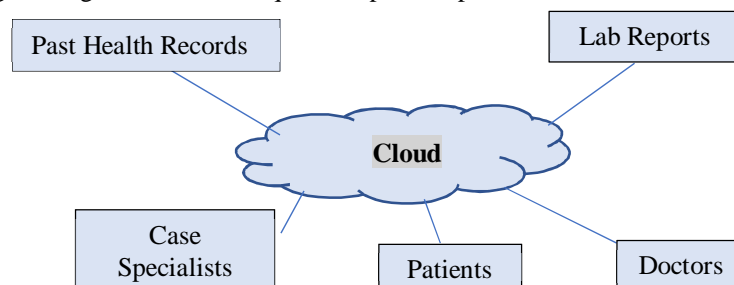 Past Health Records
Lab Reports
Cloud
Case
Specialists
Patients
Doctors